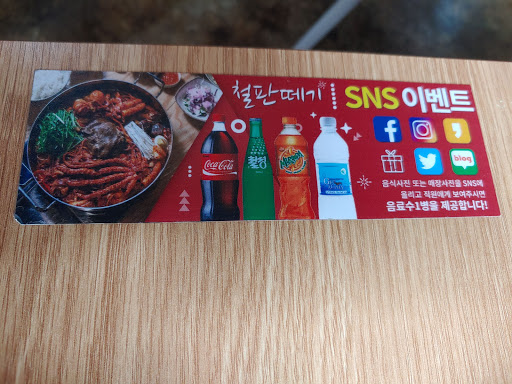 철판떼기
SNS 이벤트
Coca-Cola
칠성
Mirinda
blog
음식사진 또는 매장사진을 SNS에
올리고 직원에게 보여주시면
음료수1병을 제공합니다!